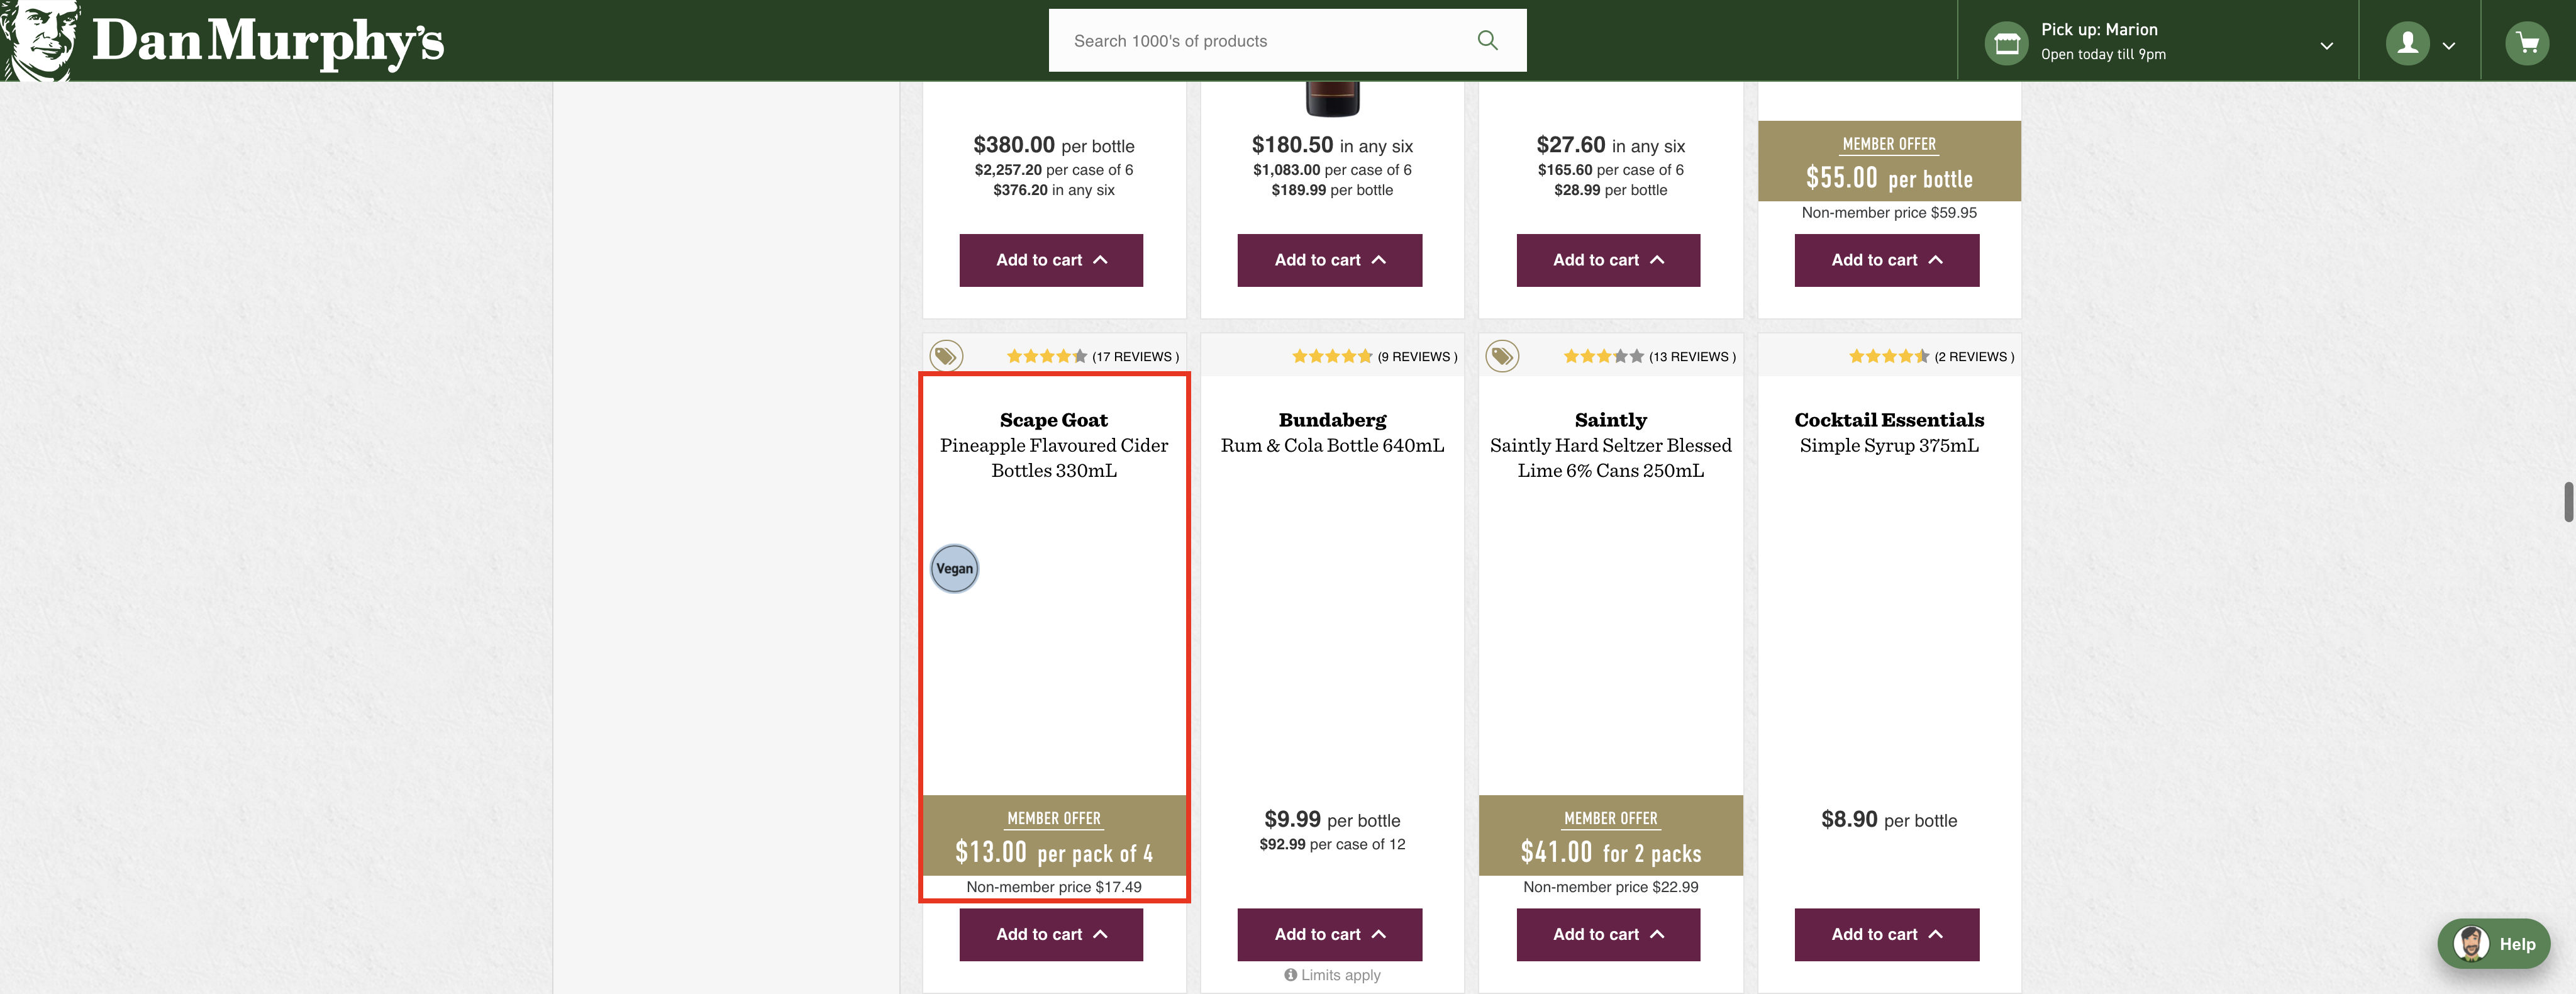 Dan Murphy's
Search 1000's of products
Pick up: Marion
Open today till 9pm
$380.00 per bottle
$2,257.20 per case of 6
$376.20 in any six
Add to cart
$180.50 in any six
$1,083.00 per case of 6
$189.99 per bottle
Add to cart
$27.60 in any six
$165.60 per case of 6
$28.99 per bottle
Add to cart
MEMBER OFFER
$55.00 per bottle
Non-member price $59.95
Add to cart
(17 REVIEWS )
Scape Goat
Pineapple Flavoured Cider
Bottles 330mL
Vegan
MEMBER OFFER
$13.00 per pack of 4
Non-member price $17.49
Add to cart
(9 REVIEWS )
Bundaberg
Rum & Cola Bottle 640mL
$9.99 per bottle
$92.99 per case of 12
Add to cart
Limits apply
(13 REVIEWS )
Saintly
Saintly Hard Seltzer Blessed
Lime 6% Cans 250mL
MEMBER OFFER
$41.00 for 2 packs
Non-member price $22.99
Add to cart
(2 REVIEWS )
Cocktail Essentials
Simple Syrup 375mL
$8.90 per bottle
Add to cart
Help